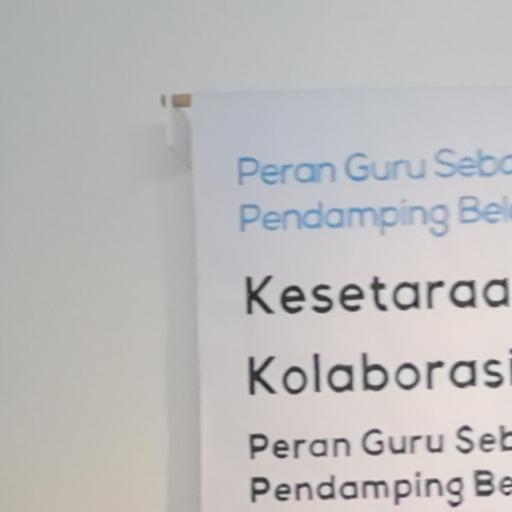 Peran Guru Seba
Pendamping Bel
Kesetaraa
Kolaborasi
Peran Guru Seb
Pendamping Be